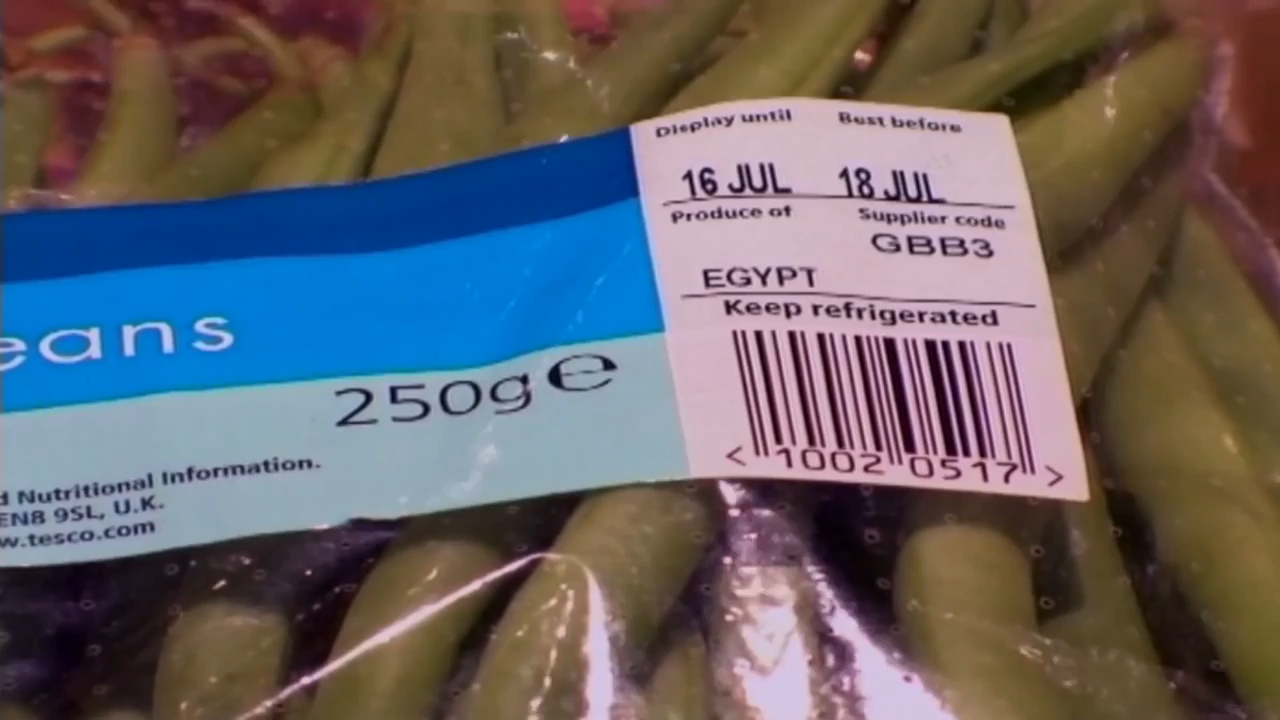 eans
250g e
d Nutritional Information.
EN8 9SL, U.K.
w.tesco.com
Display until Best before
16 JUL 18 JUL
Produce of Supplier code
GBB3
EGYPT
Keep refrigerated
< 1002 0517 >